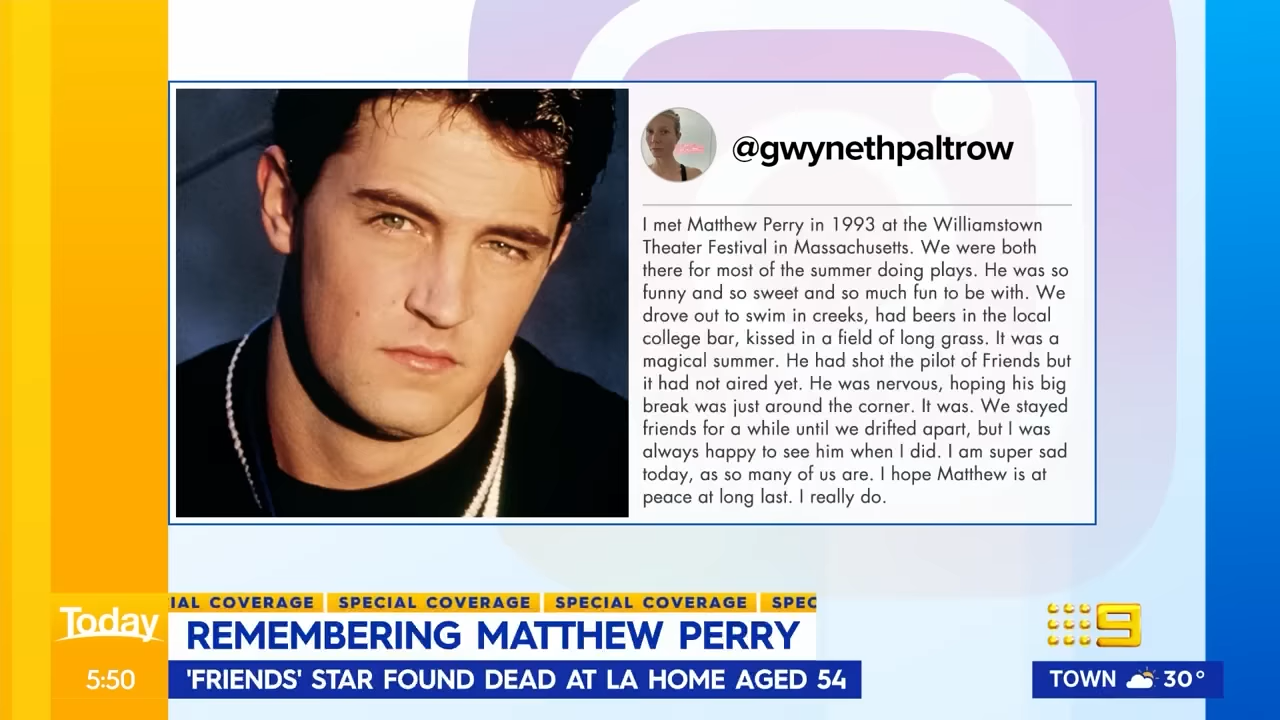 @gwynethpaltrow
I met Matthew Perry in 1993 at the Williamstown
Theater Festival in Massachusetts. We were both
there for most of the summer doing plays. He was so
funny and so sweet and so much fun to be with. We
drove out to swim in creeks, had beers in the local
college bar, kissed in a field of long grass. It was a
magical summer. He had shot the pilot of Friends but
it had not aired yet. He was nervous, hoping his big
break was just around the corner. It was. We stayed
friends for a while until we drifted apart, but I was
always happy to see him when I did. I am super sad
today, as so many of us are. I hope Matthew is at
peace at long last. I really do.
IAL COVERAGE SPECIAL COVERAGE SPECIAL COVERAGE SPEC
Today
REMEMBERING MATTHEW PERRY
9
5:50
'FRIENDS' STAR FOUND DEAD AT LA HOME AGED 54
TOWN 30°